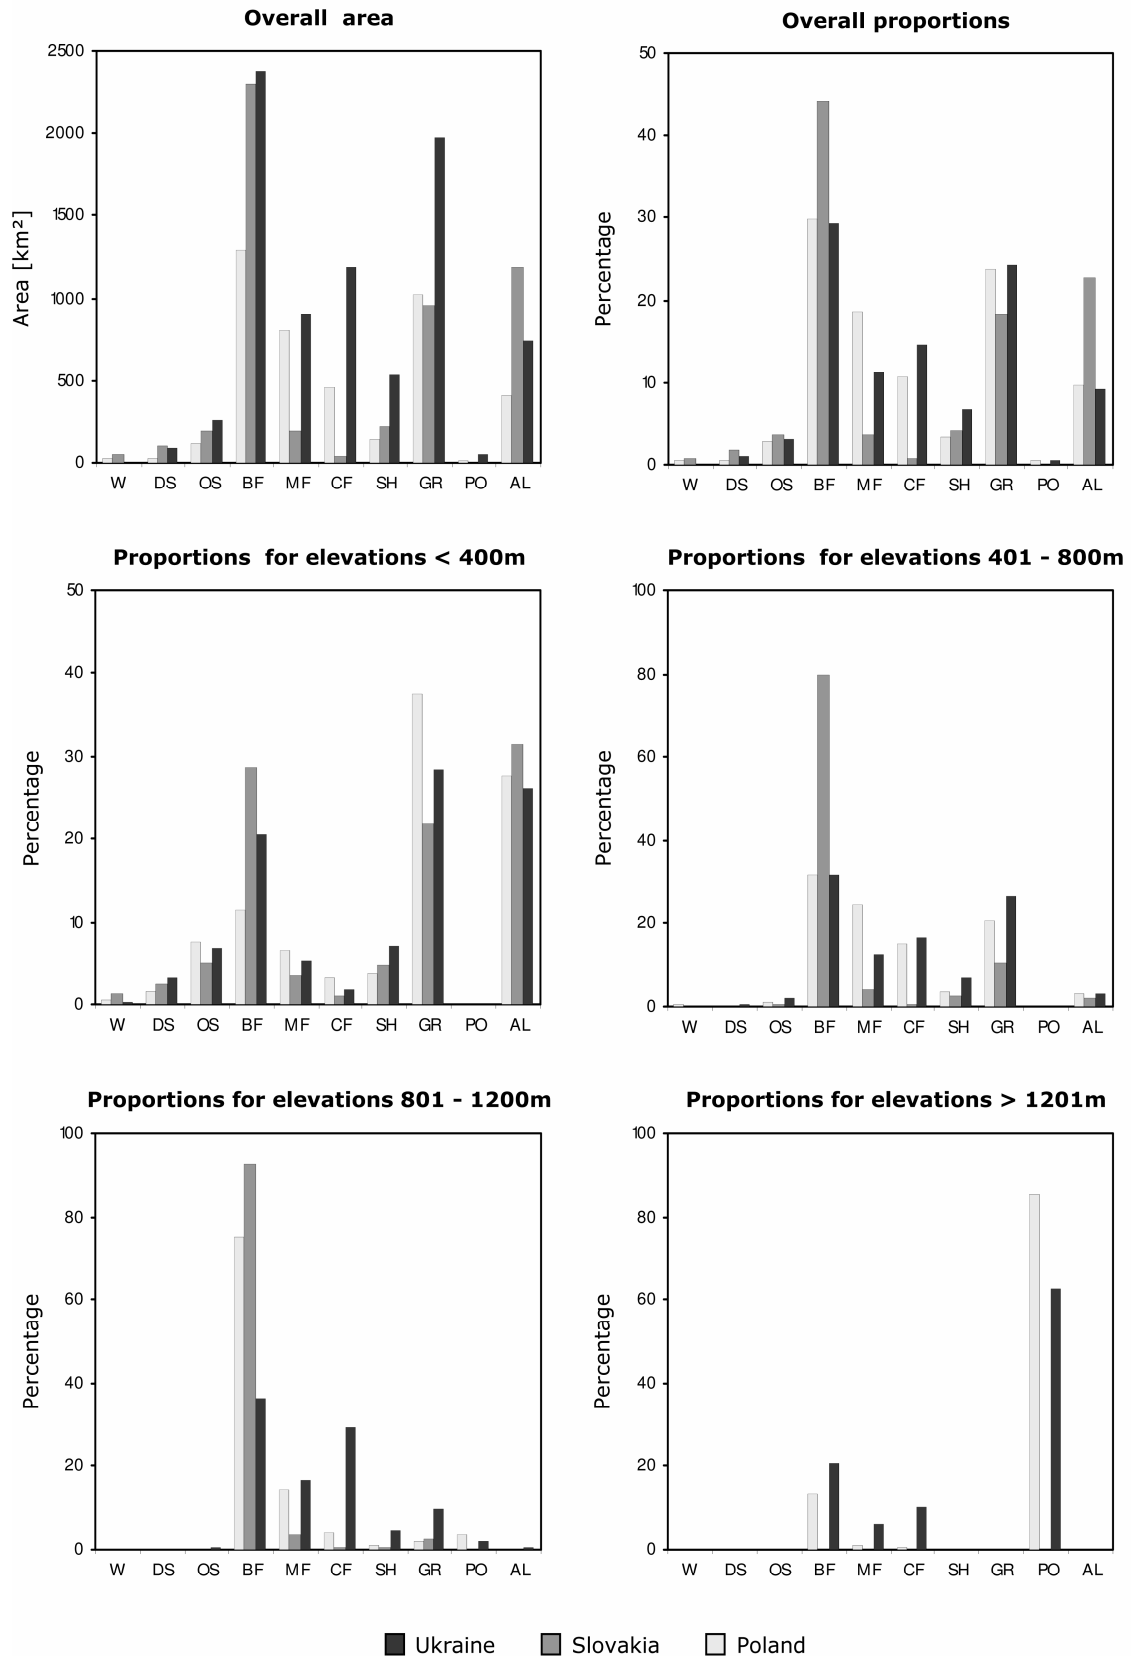 Overall area
2500
2000
1500
1000
500
0
Area [km²]
W DS OS BF MF CF SH GR PO AL
Overall proportions
50
40
30
20
10
0
Percentage
W DS OS BF MF CF SH GR PO AL
Proportions for elevations < 400m
50
40
30
20
10
0
Percentage
W DS OS BF MF CF SH GR PO AL
Proportions for elevations 401 - 800m
100
80
60
40
20
0
Percentage
W DS OS BF MF CF SH GR PO AL
Proportions for elevations 801 - 1200m
100
80
60
40
20
0
Percentage
W DS OS BF MF CF SH GR PO AL
Proportions for elevations > 1201m
100
80
60
40
20
0
Percentage
W DS OS BF MF CF SH GR PO AL
Ukraine Slovakia Poland